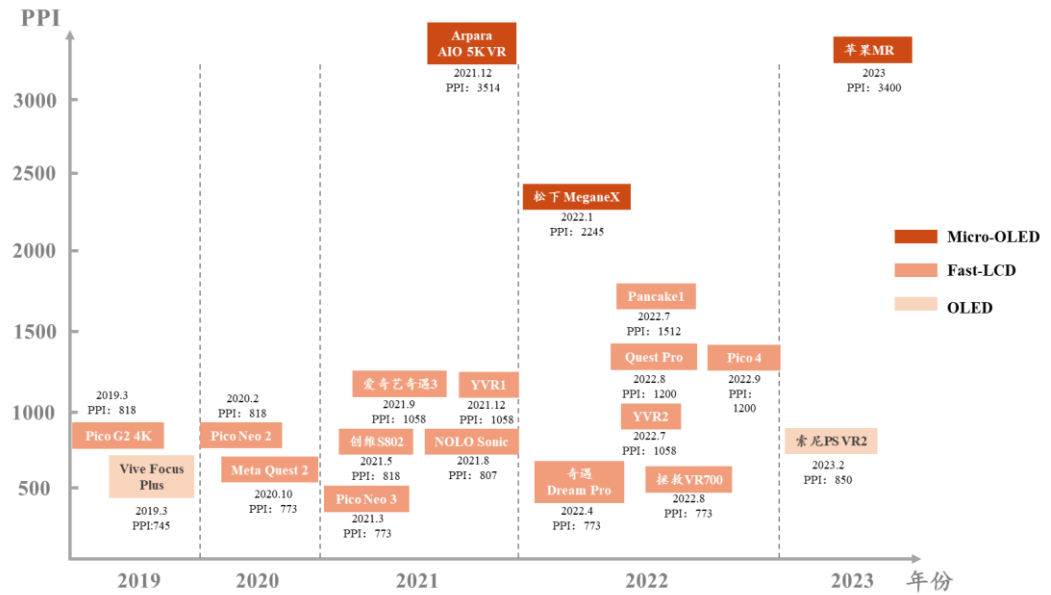 PPI
3000
2500
2000
1500
1000
500
Arpara
AIO 5K VR
2021.12
PPI: 3514
苹果MR
2023
PPI: 3400
松下 MeganeX
2022.1
PPI: 2245
Micro-OLED
Fast-LCD
OLED
Pancake1
2022.7
PPI: 1512
Quest Pro
2022.8
PPI: 1200
Pico 4
2022.9
PPI:
1200
2019.3
PPI: 818
Pico G2 4K
Vive Focus
Plus
2019.3
PPI:745
2020.2
PPI: 818
Pico Neo 2
Meta Quest 2
2020.10
PPI: 773
爱奇艺奇遇3
2021.9
PPI: 1058
YVR1
2021.12
PPI: 1058
创维S802
2021.5
PPI: 818
NOLO Sonic
2021.8
PPI: 807
Pico Neo 3
2021.3
PPI: 773
YVR2
2022.7
PPI: 1058
奇遇
Dream Pro
2022.4
PPI: 773
拯救VR700
2022.8
PPI: 773
索尼PS VR2
2023.2
PPI: 850
2019
2020
2021
2022
2023
年份